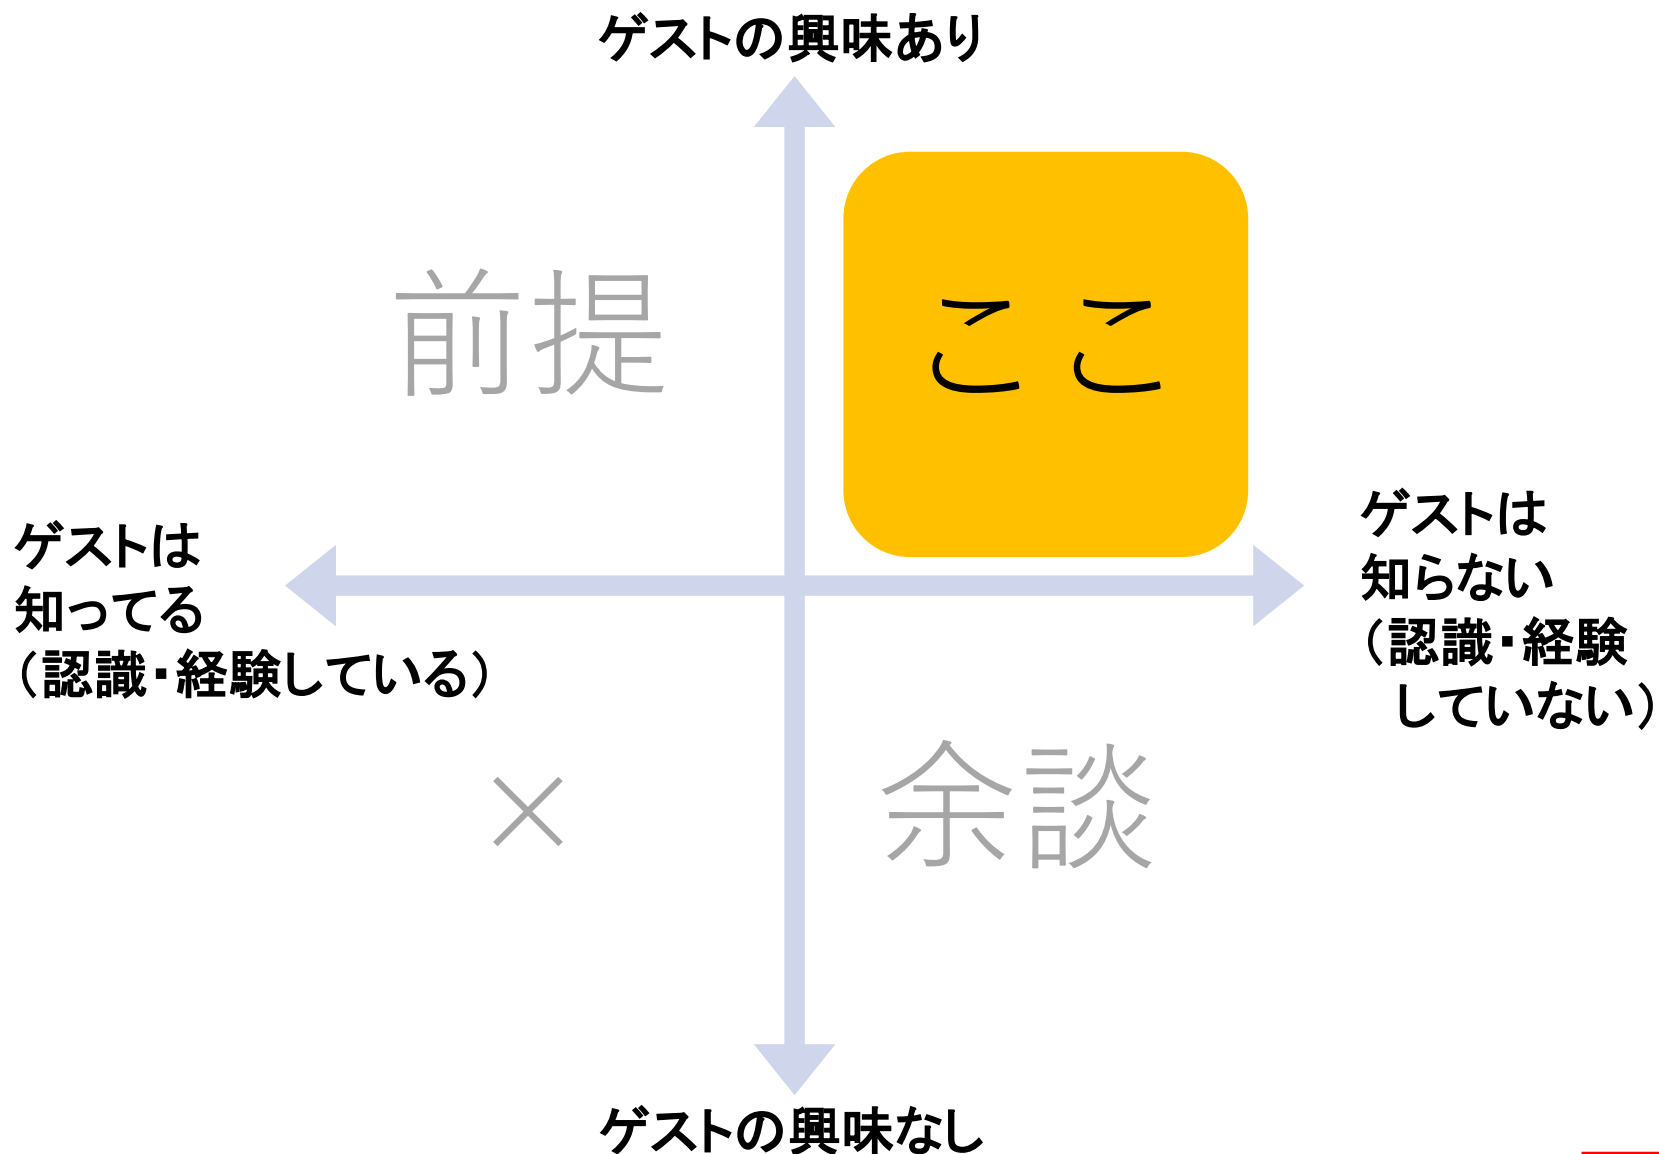 ゲストの興味あり
前提
ここ
ゲストは
知ってる
（認識・経験している）
ゲストは
知らない
（認識・経験
していない）
×
余談
ゲストの興味なし